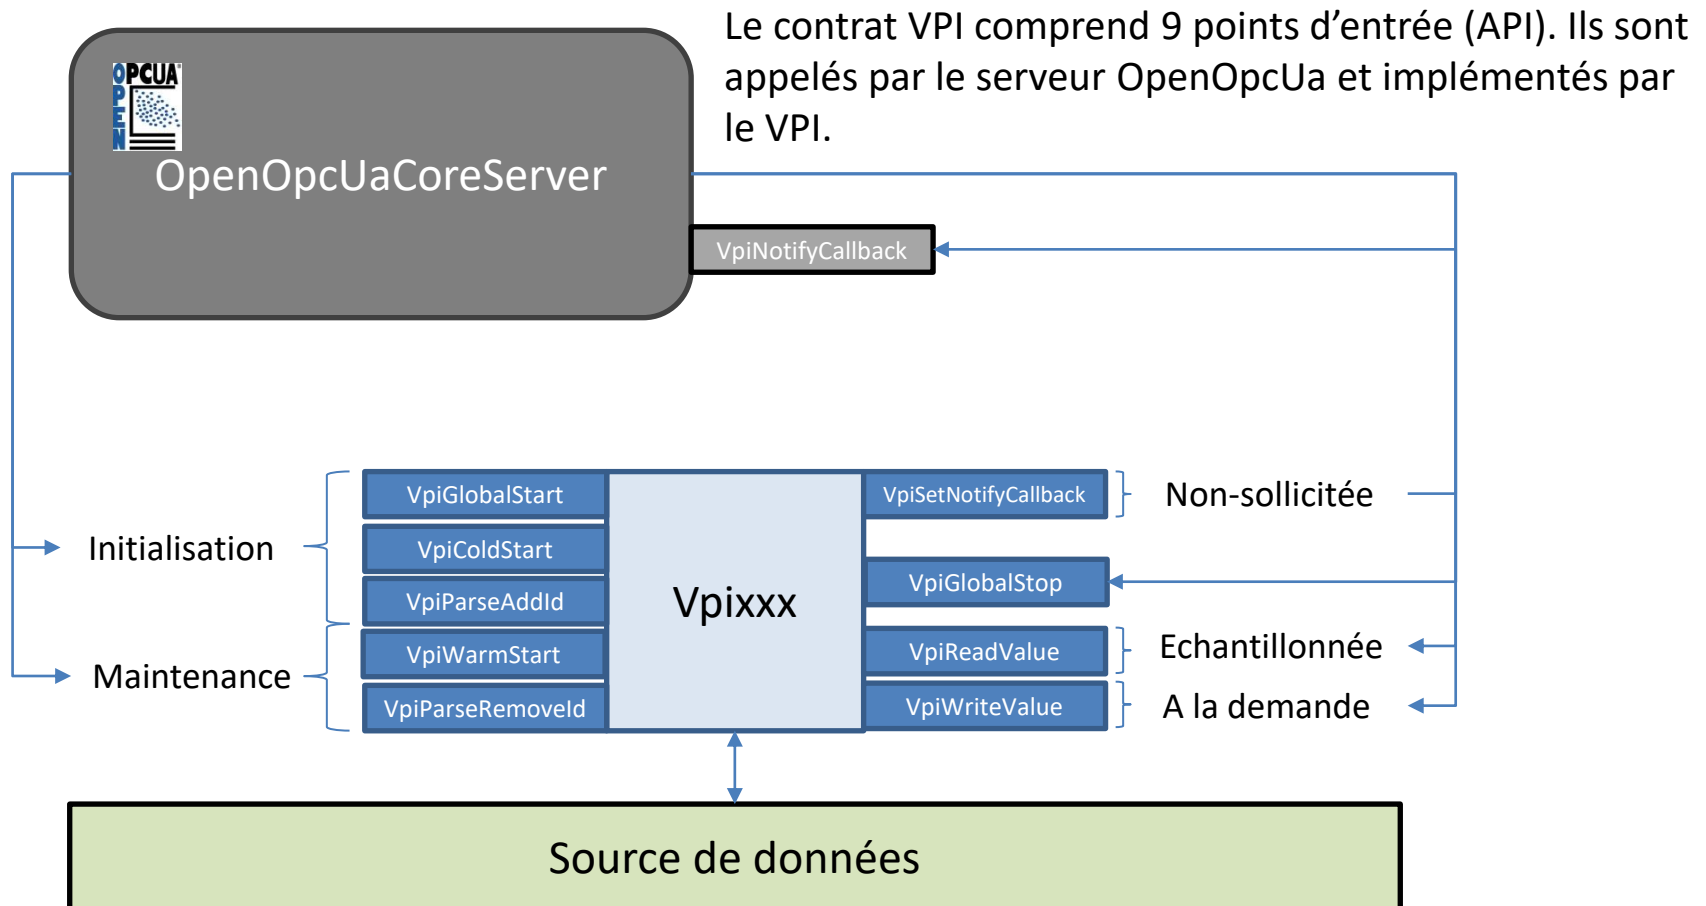 Le contrat VPI comprend 9 points d’entrée (API). Ils sont
appelés par le serveur OpenOpcUa et implémentés par
le VPI.
OPEN
OPCUA
OpenOpcUaCoreServer
VpiNotifyCallback
VpiGlobalStart
VpiSetNotifyCallback
Non-sollicitée
Initialisation
VpiColdStart
VpiGlobalStop
VpiParseAddId
Vpixxx
VpiWarmStart
VpiReadValue
Echantillonnée
Maintenance
VpiParseRemoveId
VpiWriteValue
A la demande
Source de données